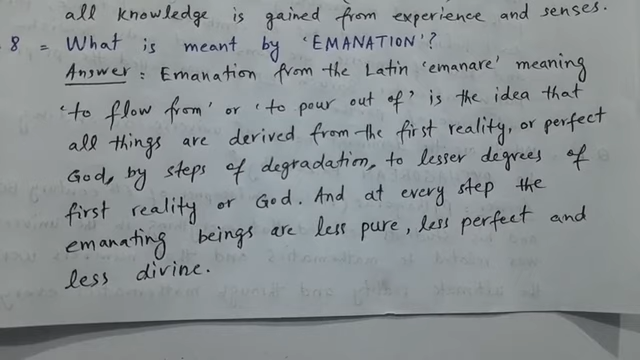 all knowledge is gained from experience and senses.
8 = What is meant by 'EMANATION'?
Answer : Emanation from the Latin 'emanare' meaning
'to flow from' or 'to pour out of' is the idea that
all things are derived from the first reality, or perfect
God, by steps of degradation, to lesser degrees of
first reality or God. And at every step the
emanating beings are less pure, less perfect and
less divine.